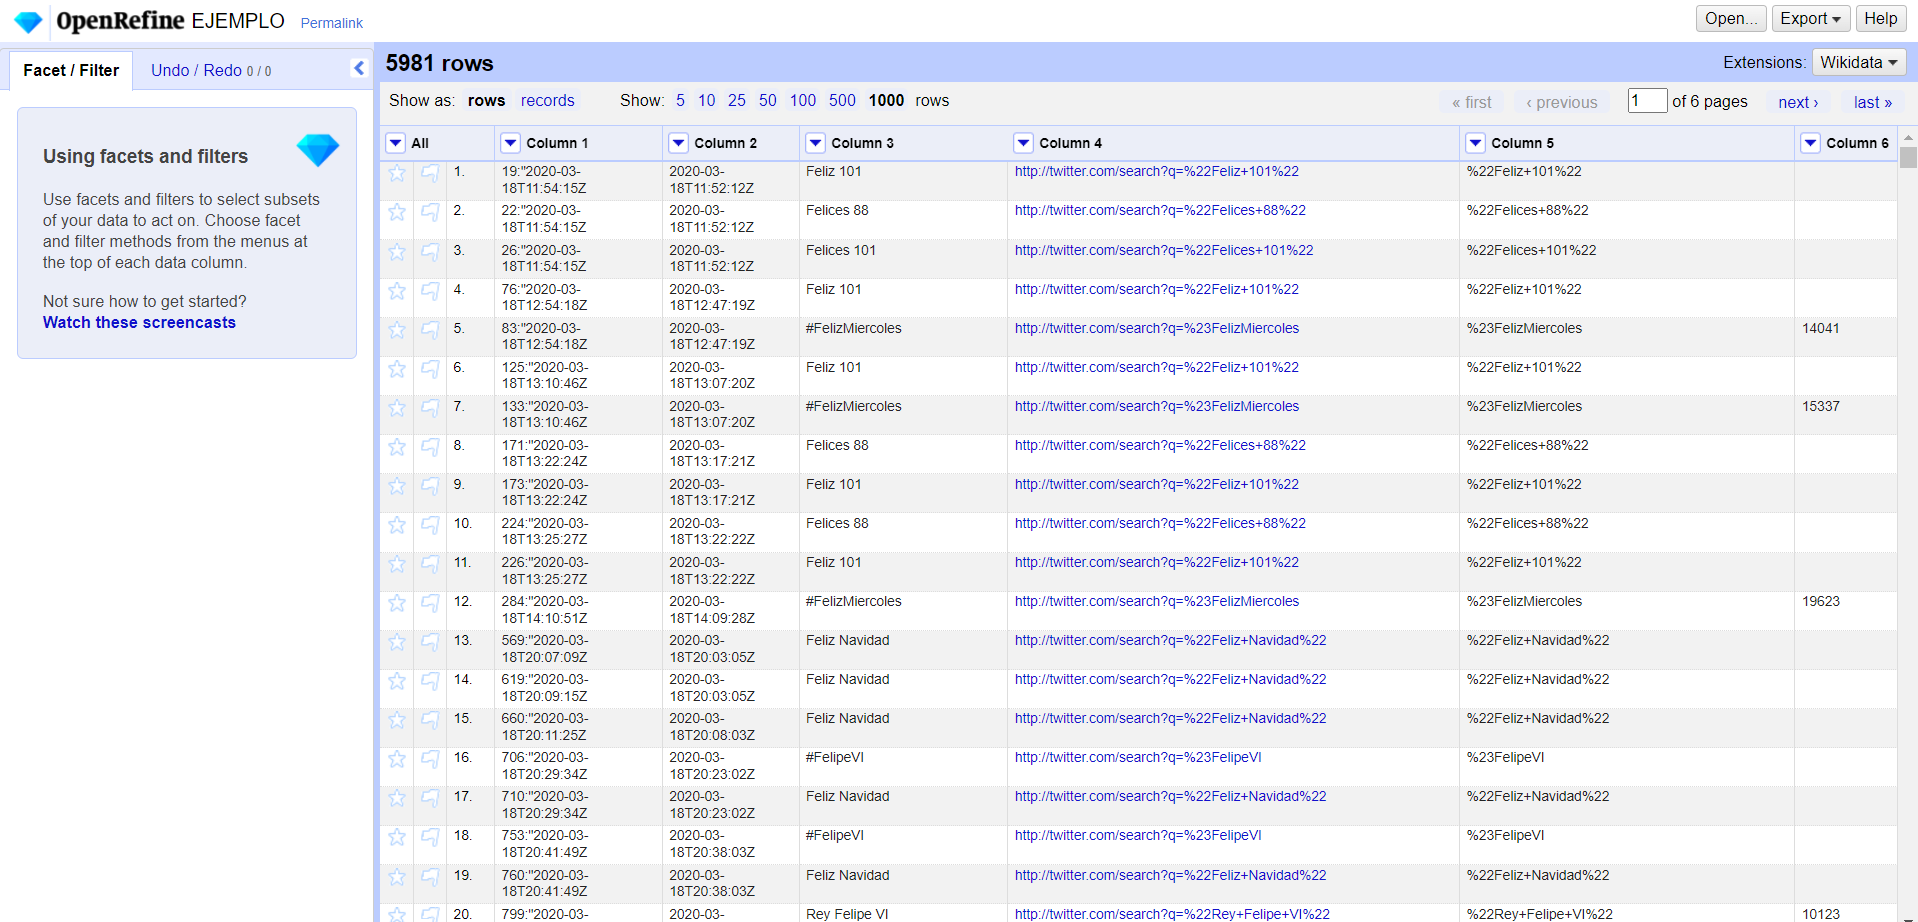 OpenRefine EJEMPLO Permalink Open... Export Help
Facet / Filter Undo / Redo 0 / 0
5981 rows Extensions: Wikidata
Show as: rows records Show: 5 10 25 50 100 500 1000 rows « first ‹ previous 1 of 6 pages next › last »
Using facets and filters
Use facets and filters to select subsets
of your data to act on. Choose facet
and filter methods from the menus at
the top of each data column.
Not sure how to get started?
Watch these screencasts
All Column 1 Column 2 Column 3 Column 4 Column 5 Column 6
1. 19:"2020-03- 2020-03- Feliz 101 http://twitter.com/search?q=%22Feliz+101%22 %22Feliz+101%22
18T11:54:15Z 18T11:52:12Z
2. 22:"2020-03- 2020-03- Felices 88 http://twitter.com/search?q=%22Felices+88%22 %22Felices+88%22
18T11:54:15Z 18T11:52:12Z
3. 26:"2020-03- 2020-03- Felices 101 http://twitter.com/search?q=%22Felices+101%22 %22Felices+101%22
18T11:54:15Z 18T11:52:12Z
4. 76:"2020-03- 2020-03- Feliz 101 http://twitter.com/search?q=%22Feliz+101%22 %22Feliz+101%22
18T12:54:18Z 18T12:47:19Z
5. 83:"2020-03- 2020-03- #FelizMiercoles http://twitter.com/search?q=%23FelizMiercoles %23FelizMiercoles 14041
18T12:54:18Z 18T12:47:19Z
6. 125:"2020-03- 2020-03- Feliz 101 http://twitter.com/search?q=%22Feliz+101%22 %22Feliz+101%22
18T13:10:46Z 18T13:07:20Z
7. 133:"2020-03- 2020-03- #FelizMiercoles http://twitter.com/search?q=%23FelizMiercoles %23FelizMiercoles 15337
18T13:10:46Z 18T13:07:20Z
8. 171:"2020-03- 2020-03- Felices 88 http://twitter.com/search?q=%22Felices+88%22 %22Felices+88%22
18T13:22:24Z 18T13:17:21Z
9. 173:"2020-03- 2020-03- Feliz 101 http://twitter.com/search?q=%22Feliz+101%22 %22Feliz+101%22
18T13:22:24Z 18T13:17:21Z
10. 224:"2020-03- 2020-03- Felices 88 http://twitter.com/search?q=%22Felices+88%22 %22Felices+88%22
18T13:25:27Z 18T13:22:22Z
11. 226:"2020-03- 2020-03- Feliz 101 http://twitter.com/search?q=%22Feliz+101%22 %22Feliz+101%22
18T13:25:27Z 18T13:22:22Z
12. 284:"2020-03- 2020-03- #FelizMiercoles http://twitter.com/search?q=%23FelizMiercoles %23FelizMiercoles 19623
18T14:10:51Z 18T14:09:28Z
13. 569:"2020-03- 2020-03- Feliz Navidad http://twitter.com/search?q=%22Feliz+Navidad%22 %22Feliz+Navidad%22
18T20:07:09Z 18T20:03:05Z
14. 619:"2020-03- 2020-03- Feliz Navidad http://twitter.com/search?q=%22Feliz+Navidad%22 %22Feliz+Navidad%22
18T20:09:15Z 18T20:03:05Z
15. 660:"2020-03- 2020-03- Feliz Navidad http://twitter.com/search?q=%22Feliz+Navidad%22 %22Feliz+Navidad%22
18T20:11:25Z 18T20:08:03Z
16. 706:"2020-03- 2020-03- #FelipeVI http://twitter.com/search?q=%23FelipeVI %23FelipeVI
18T20:29:34Z 18T20:23:02Z
17. 710:"2020-03- 2020-03- Feliz Navidad http://twitter.com/search?q=%22Feliz+Navidad%22 %22Feliz+Navidad%22
18T20:29:34Z 18T20:23:02Z
18. 753:"2020-03- 2020-03- #FelipeVI http://twitter.com/search?q=%23FelipeVI %23FelipeVI
18T20:41:49Z 18T20:38:03Z
19. 760:"2020-03- 2020-03- Feliz Navidad http://twitter.com/search?q=%22Feliz+Navidad%22 %22Feliz+Navidad%22
18T20:41:49Z 18T20:38:03Z
20. 799:"2020-03- 2020-03- Rey Felipe VI http://twitter.com/search?q=%22Rey+Felipe+VI%22 %22Rey+Felipe+VI%22 10123